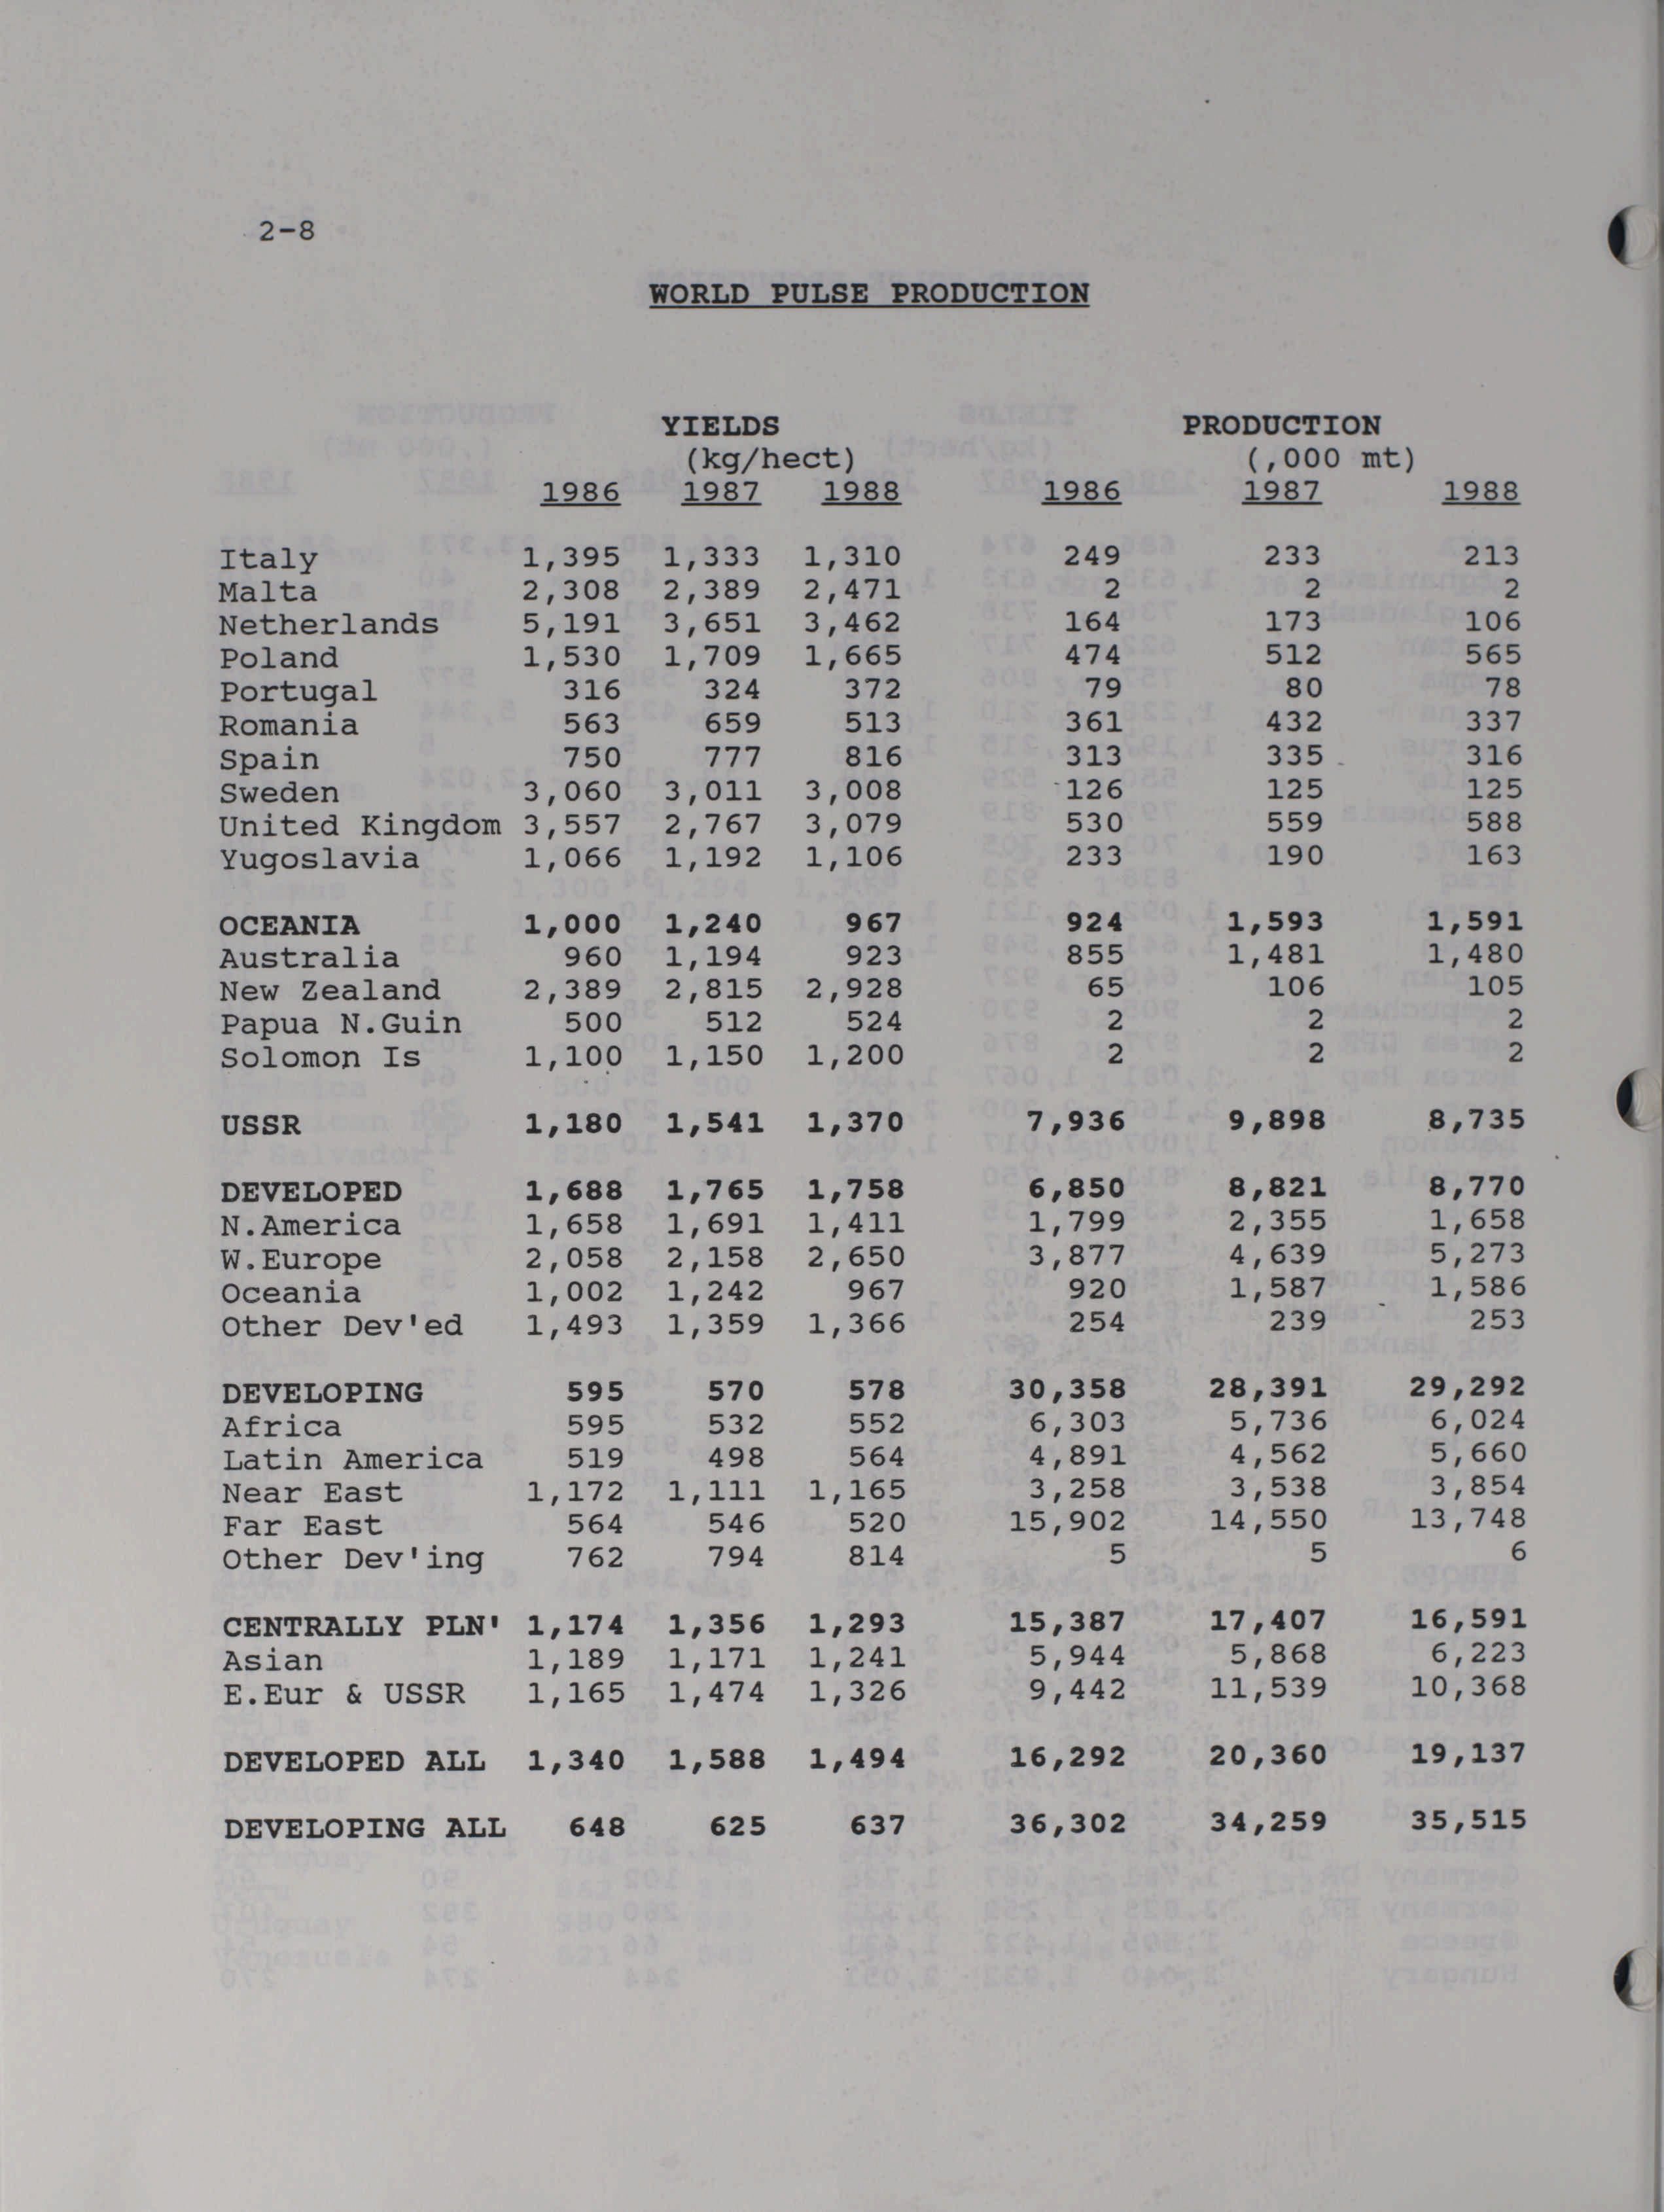 2-8
WORLD PULSE PRODUCTION
YIELDS PRODUCTION
(kg/hect) (,000 mt)
1986 1987 1988 1986 1987 1988
Italy 1,395 1,333 1,310 249 233 213
Malta 2,308 2,389 2,471 2 2 2
Netherlands 5,191 3,651 3,462 164 173 106
Poland 1,530 1,709 1,665 474 512 565
Portugal 316 324 372 79 80 78
Romania 563 659 513 361 432 337
Spain 750 777 816 313 335 316
Sweden 3,060 3,011 3,008 126 125 125
United Kingdom 3,557 2,767 3,079 530 559 588
Yugoslavia 1,066 1,192 1,106 233 190 163
OCEANIA 1,000 1,240 967 924 1,593 1,591
Australia 960 1,194 923 855 1,481 1,480
New Zealand 2,389 2,815 2,928 65 106 105
Papua N.Guin 500 512 524 2 2 2
Solomon Is 1,100 1,150 1,200 2 2 2
USSR 1,180 1,541 1,370 7,936 9,898 8,735
DEVELOPED 1,688 1,765 1,758 6,850 8,821 8,770
N.America 1,658 1,691 1,411 1,799 2,355 1,658
W.Europe 2,058 2,158 2,650 3,877 4,639 5,273
Oceania 1,002 1,242 967 920 1,587 1,586
Other Dev'ed 1,493 1,359 1,366 254 239 253
DEVELOPING 595 570 578 30,358 28,391 29,292
Africa 595 532 552 6,303 5,736 6,024
Latin America 519 498 564 4,891 4,562 5,660
Near East 1,172 1,111 1,165 3,258 3,538 3,854
Far East 564 546 520 15,902 14,550 13,748
Other Dev'ing 762 794 814 5 5 6
CENTRALLY PLN' 1,174 1,356 1,293 15,387 17,407 16,591
Asian 1,189 1,171 1,241 5,944 5,868 6,223
E.Eur & USSR 1,165 1,474 1,326 9,442 11,539 10,368
DEVELOPED ALL 1,340 1,588 1,494 16,292 20,360 19,137
DEVELOPING ALL 648 625 637 36,302 34,259 35,515